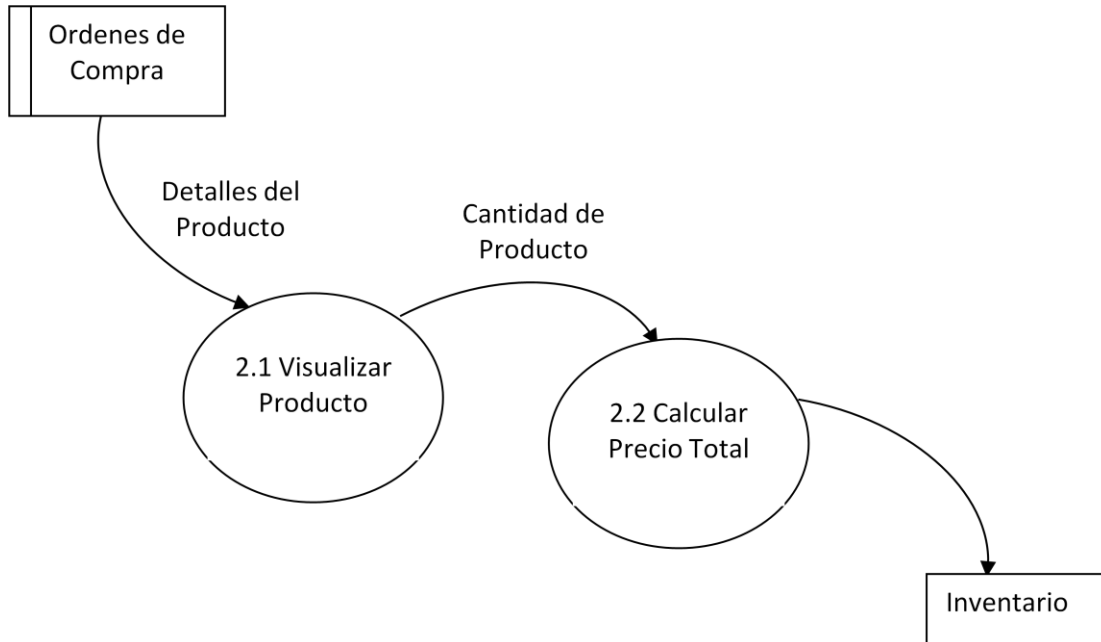 Ordenes de
Compra
Detalles del
Producto
Cantidad de
Producto
2.1 Visualizar
Producto
2.2 Calcular
Precio Total
Inventario